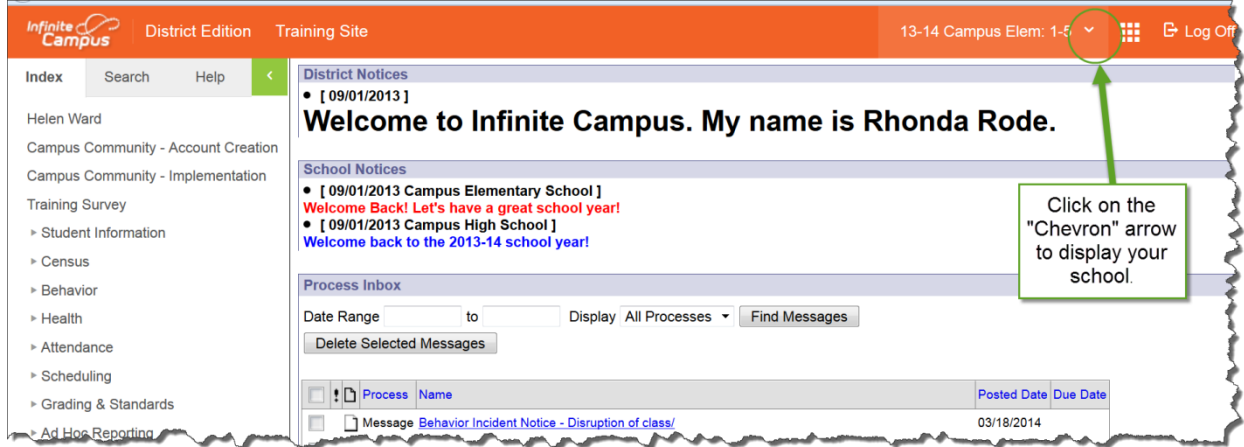 Infinite Campus District Edition Training Site 13-14 Campus Elem: 1-5 Log Off
Index Search Help
Helen Ward
Campus Community - Account Creation
Campus Community - Implementation
Training Survey
Student Information
Census
Behavior
Health
Attendance
Scheduling
Grading & Standards
Ad Hoc Reporting
District Notices
[ 09/01/2013 ]
Welcome to Infinite Campus. My name is Rhonda Rode.
School Notices
[ 09/01/2013 Campus Elementary School ]
Welcome Back! Let's have a great school year!
[ 09/01/2013 Campus High School ]
Welcome back to the 2013-14 school year!
Click on the
"Chevron" arrow
to display your
school.
Process Inbox
Date Range to Display All Processes Find Messages
Delete Selected Messages
! Process Name Posted Date Due Date
Message Behavior Incident Notice - Disruption of class/ 03/18/2014